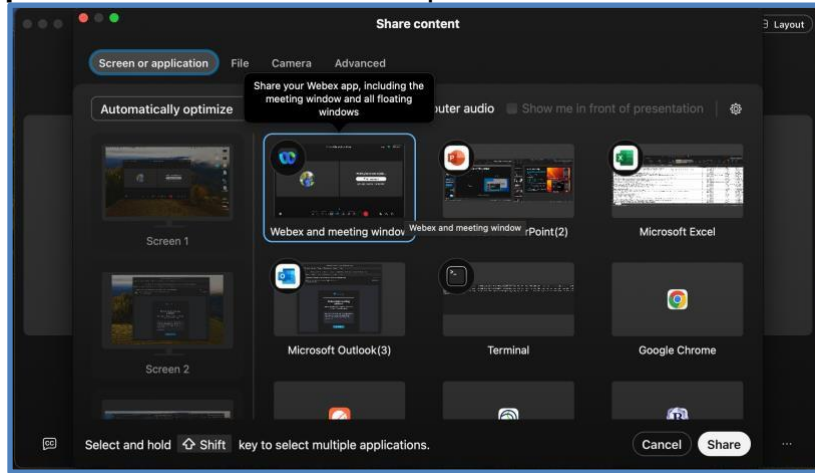 Share content
Layout
Screen or application File Camera Advanced
Share your Webex app, including the
meeting window and all floating
windows
Automatically optimize
uter audio Show me in front of presentation
Screen 1
Webex and meeting window
Webex and meeting window
rPoint(2)
Microsoft Excel
Screen 2
Microsoft Outlook(3)
Terminal
Google Chrome
Select and hold Shift key to select multiple applications.
Cancel Share